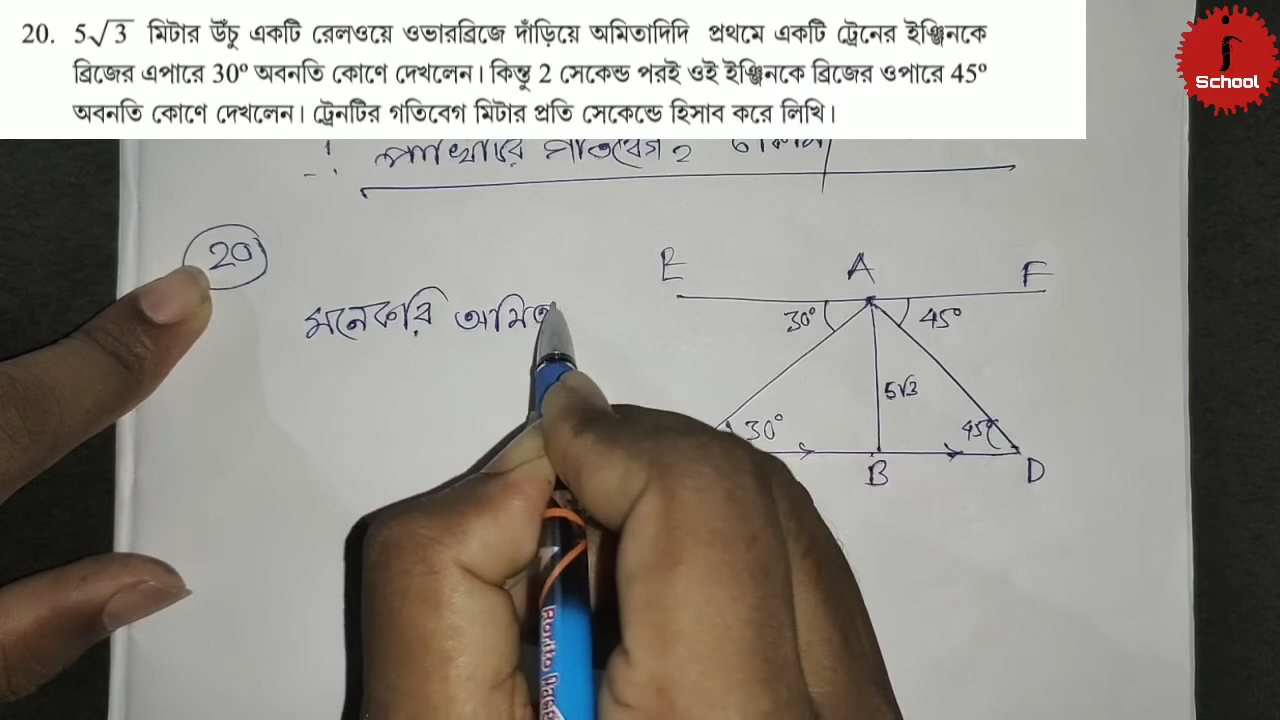 20. 5√3 মিটার উঁচু একটি রেলওয়ে ওভারব্রিজে দাঁড়িয়ে অমিতাদিদি প্রথমে একটি ট্রেনের ইঞ্জিনকে
ব্রিজের এপারে 30° অবনতি কোণে দেখলেন। কিন্তু 2 সেকেন্ড পরই ওই ইঞ্জিনকে ব্রিজের ওপারে 45°
অবনতি কোণে দেখলেন। ট্রেনটির গতিবেগ মিটার প্রতি সেকেন্ডে হিসাব করে লিখি।
School
20
E A F
মনেকরি অমিত
30° 45°
5√3
30° 45°
B D
Rorito